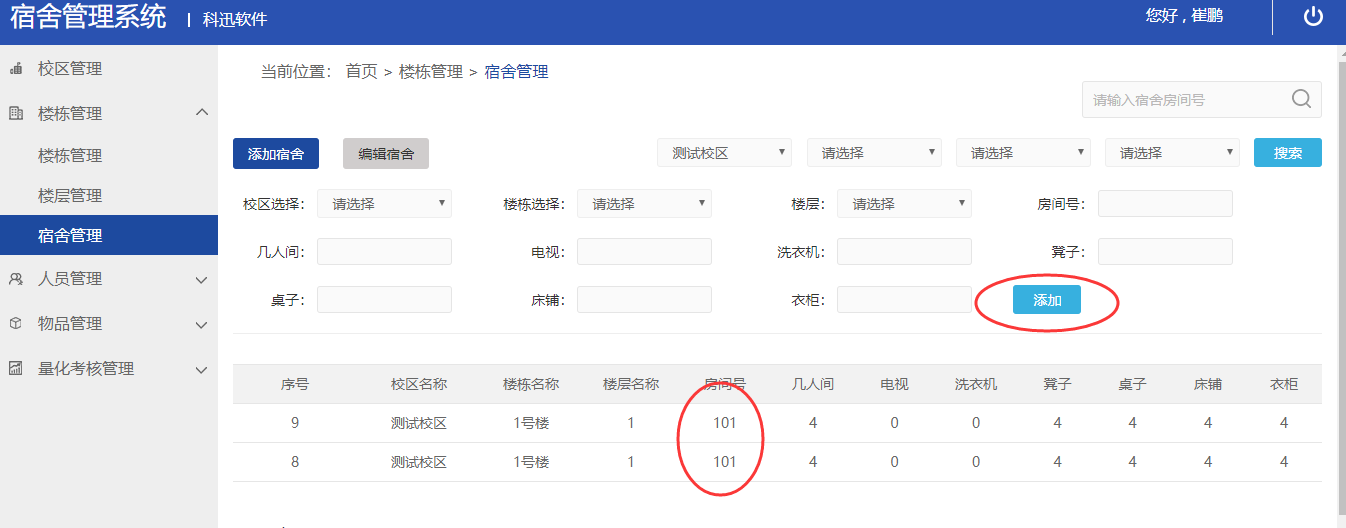 宿舍管理系统 | 科迅软件
您好 , 崔鹏
校区管理
楼栋管理
楼栋管理
楼层管理
宿舍管理
人员管理
物品管理
量化考核管理
当前位置： 首页 > 楼栋管理 > 宿舍管理
请输入宿舍房间号
添加宿舍 编辑宿舍 测试校区 请选择 请选择 请选择 搜索
校区选择： 请选择 楼栋选择： 请选择 楼层： 请选择 房间号：
几人间： 电视： 洗衣机： 凳子：
桌子： 床铺： 衣柜： 添加
序号 校区名称 楼栋名称 楼层名称 房间号 几人间 电视 洗衣机 凳子 桌子 床铺 衣柜
9 测试校区 1号楼 1 101 4 0 0 4 4 4 4
8 测试校区 1号楼 1 101 4 0 0 4 4 4 4